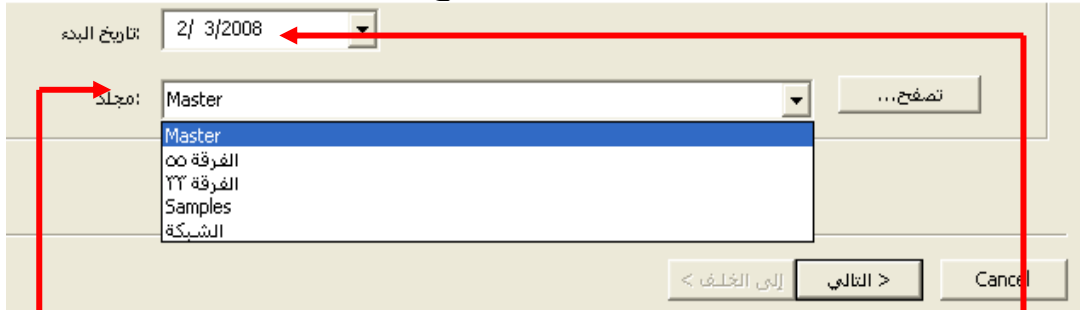 تاريخ البدء:
2/ 3/2008
مجلد:
Master
تصفح...
Master
الفرقة ٥٥
الفرقة ٢٢
Samples
الشبكة
إلى الخلف >
< التالي
Cancel